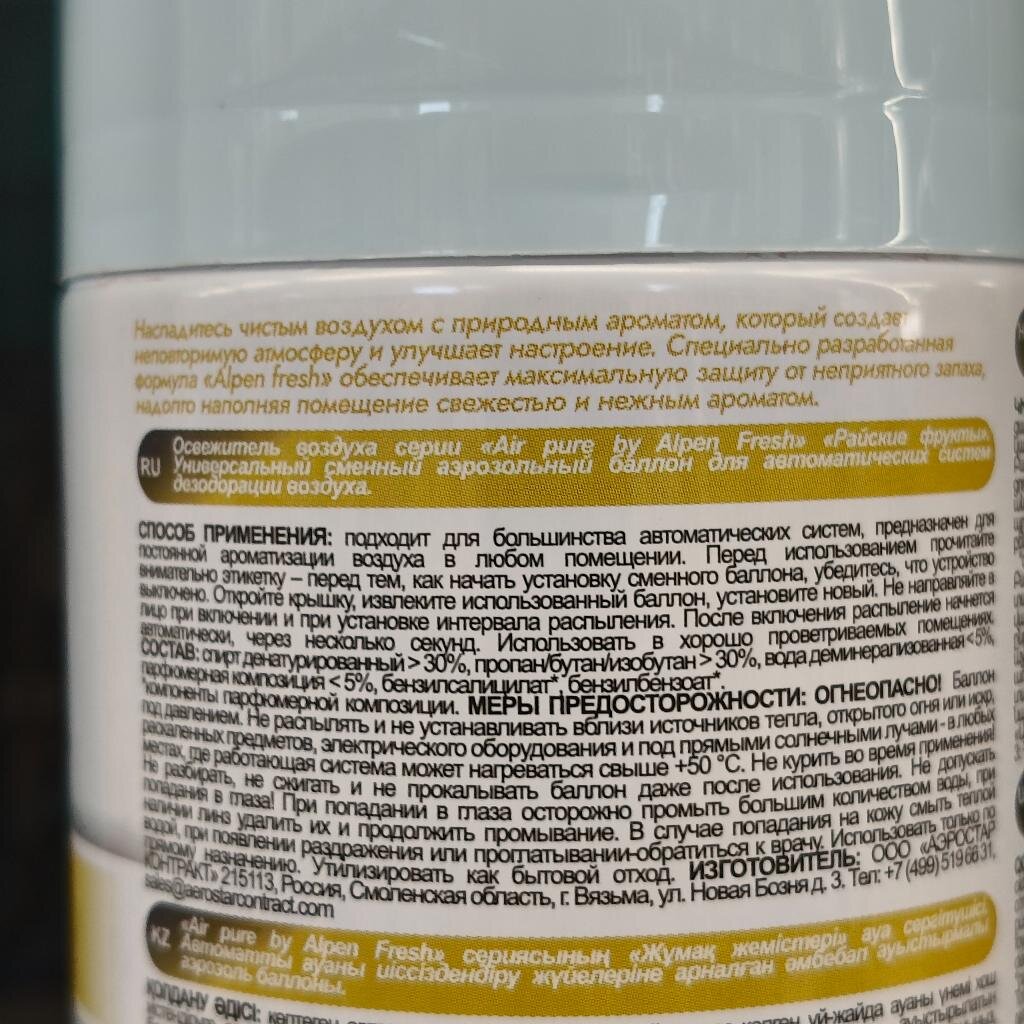 Насладитесь чистым воздухом с природным ароматом, который создает
неповторимую атмосферу и улучшает настроение. Специально разработанная
формула «Alpen fresh» обеспечивает максимальную защиту от неприятного запаха,
надолго наполняя помещение свежестью и нежным ароматом.
RU
Освежитель воздуха серии «Air pure by Alpen Fresh» «Райские фрукты».
Универсальный сменный аэрозольный баллон для автоматических систем
дезодорации воздуха.
СПОСОБ ПРИМЕНЕНИЯ: подходит для большинства автоматических систем, предназначен для
постоянной ароматизации воздуха в любом помещении. Перед использованием прочитайте
внимательно этикетку – перед тем, как начать установку сменного баллона, убедитесь, что устройство
выключено. Откройте крышку, извлеките использованный баллон, установите новый. Не направляйте в
лицо при включении и при установке интервала распыления. После включения распыление начнется
автоматически, через несколько секунд. Использовать в хорошо проветриваемых помещениях.
СОСТАВ: спирт денатурированный > 30%, пропан/бутан/изобутан > 30%, вода деминерализованная < 5%,
парфюмерная композиция < 5%, бензилсалицилат*, бензилбензоат*.
*компоненты парфюмерной композиции. МЕРЫ ПРЕДОСТОРОЖНОСТИ: ОГНЕОПАСНО! Баллон
под давлением. Не распылять и не устанавливать вблизи источников тепла, открытого огня или искр,
раскаленных предметов, электрического оборудования и под прямыми солнечными лучами - в любых
местах, где работающая система может нагреваться свыше +50 °С. Не курить во время применения!
Не разбирать, не сжигать и не прокалывать баллон даже после использования. Не допускать
попадания в глаза! При попадании в глаза осторожно промыть большим количеством воды, при
наличии линз удалить их и продолжить промывание. В случае попадания на кожу смыть теплой
водой, при появлении раздражения или проглатывании-обратиться к врачу. Использовать только по
прямому назначению. Утилизировать как бытовой отход. ИЗГОТОВИТЕЛЬ: ООО «АЭРОСТАР
КОНТРАКТ» 215113, Россия, Смоленская область, г. Вязьма, ул. Новая Бозня д. 3. Тел: +7 (499) 519 66 31,
sales@aerostarcontract.com
KZ
«Air pure by Alpen Fresh» сериясының «Жұмақ жемістері» ауа сергітушісі.
Автоматты ауаны иіссіздендіру жүйелеріне арналған әмбебап ауыстырмалы
аэрозоль баллоны.
ҚОЛДАНУ ӘДІСІ: көптеген үй-жайда ауаны үнемі хош